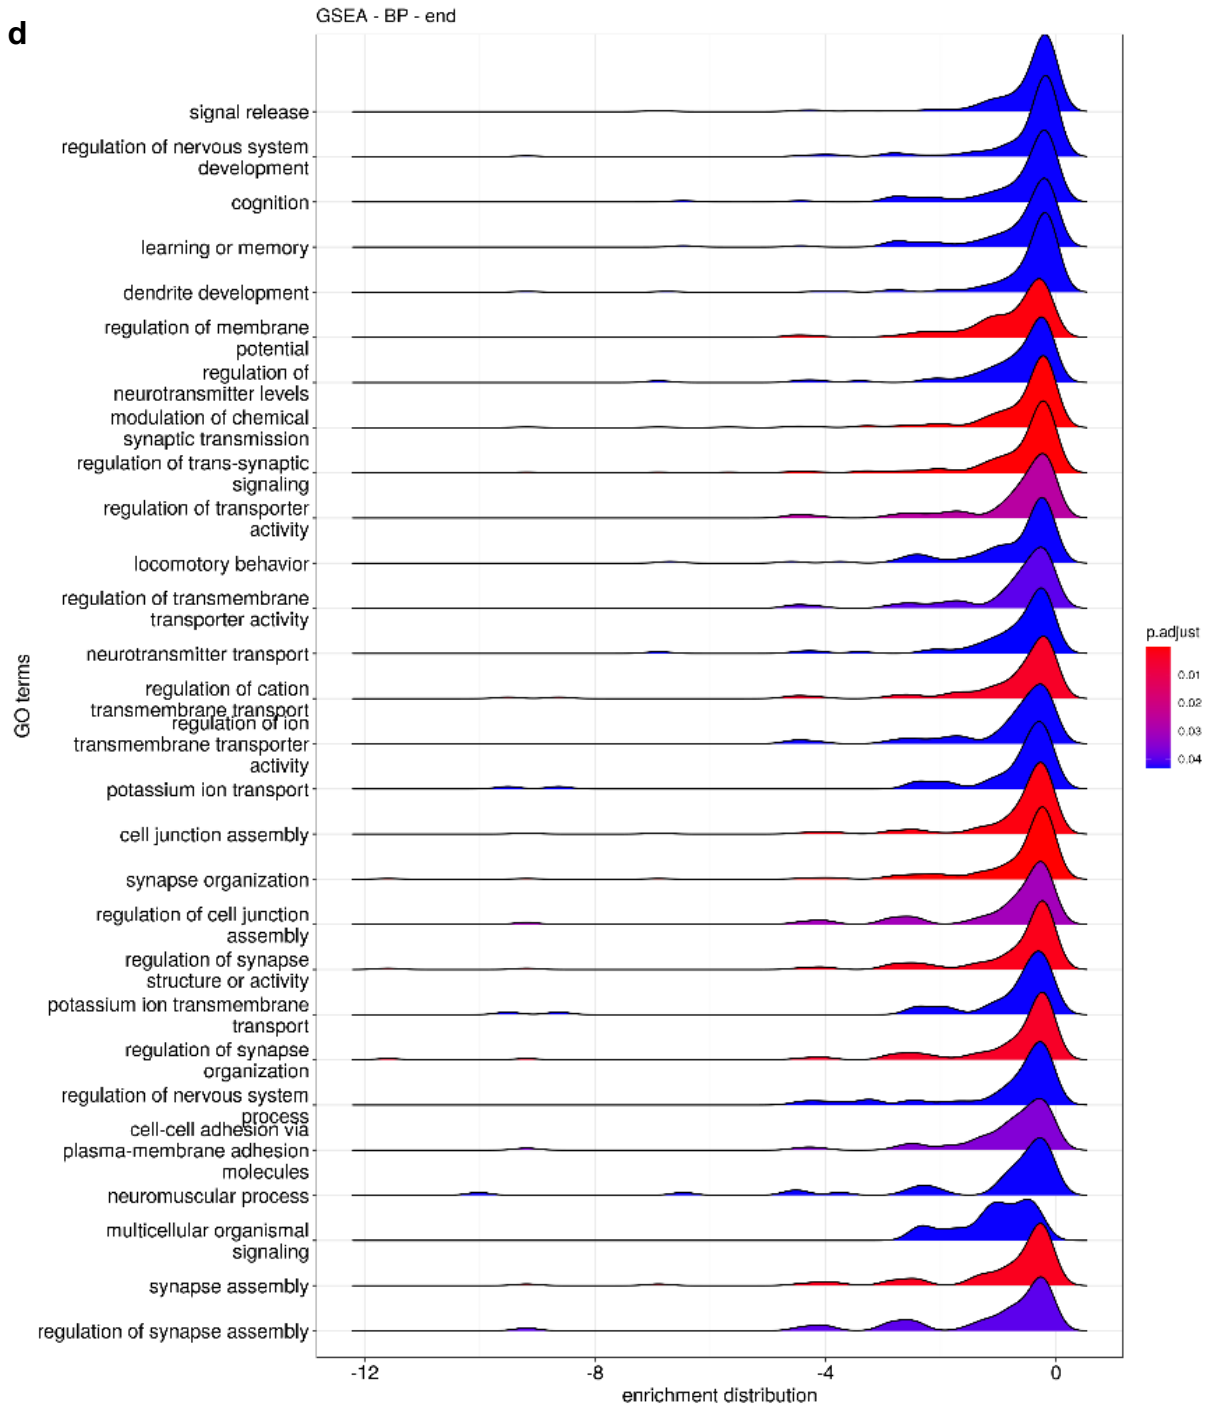 d
GSEA - BP - end
signal release
regulation of nervous system
development
cognition
learning or memory
dendrite development
regulation of membrane
potential
regulation of
neurotransmitter levels
modulation of chemical
synaptic transmission
regulation of trans-synaptic
signaling
regulation of transporter
activity
locomotory behavior
regulation of transmembrane
transporter activity
neurotransmitter transport
regulation of cation
transmembrane transport
regulation of ion
transmembrane transporter
activity
potassium ion transport
cell junction assembly
synapse organization
regulation of cell junction
assembly
regulation of synapse
structure or activity
potassium ion transmembrane
transport
regulation of synapse
organization
regulation of nervous system
process
cell-cell adhesion via
plasma-membrane adhesion
molecules
neuromuscular process
multicellular organismal
signaling
synapse assembly
regulation of synapse assembly
GO terms
-12
-8
-4
0
enrichment distribution
p.adjust
0.01
0.02
0.03
0.04